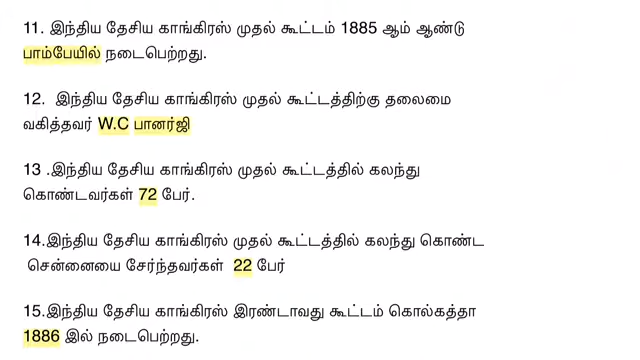 11. இந்திய தேசிய காங்கிரஸ் முதல் கூட்டம் 1885 ஆம் ஆண்டு
பாம்பேயில் நடைபெற்றது.
12. இந்திய தேசிய காங்கிரஸ் முதல் கூட்டத்திற்கு தலைமை
வகித்தவர் W.C பானர்ஜி
13 .இந்திய தேசிய காங்கிரஸ் முதல் கூட்டத்தில் கலந்து
கொண்டவர்கள் 72 பேர்.
14.இந்திய தேசிய காங்கிரஸ் முதல் கூட்டத்தில் கலந்து கொண்ட
சென்னையை சேர்ந்தவர்கள் 22 பேர்
15.இந்திய தேசிய காங்கிரஸ் இரண்டாவது கூட்டம் கொல்கத்தா
1886 இல் நடைபெற்றது.